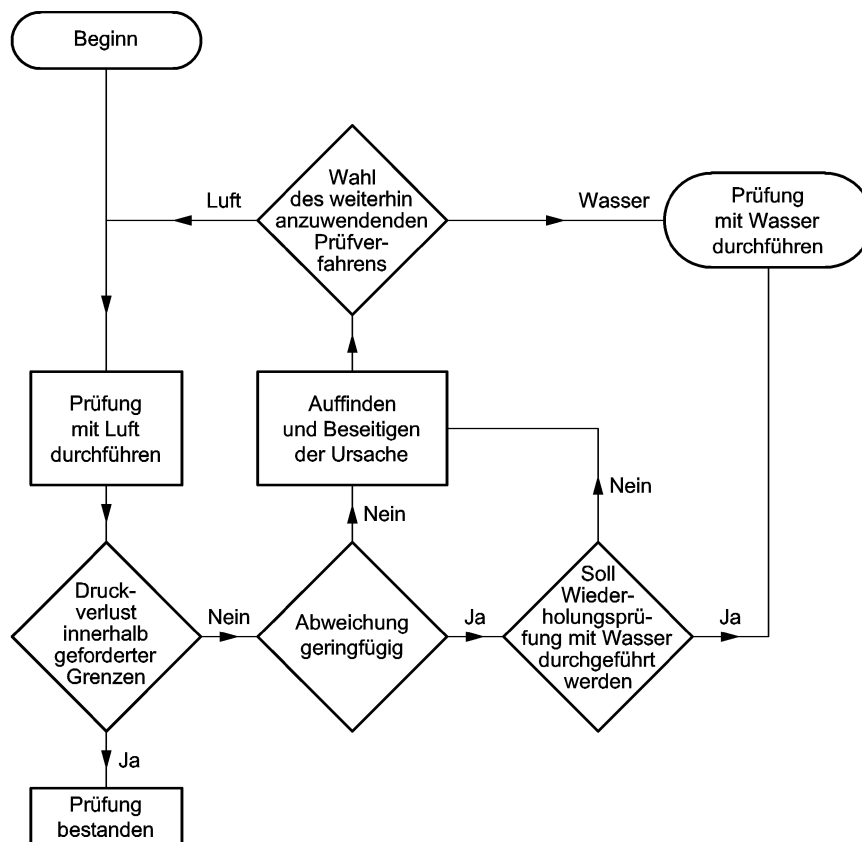 Beginn
Wahl
des weiterhin
anzuwendenden
Prüfver-
fahrens
Luft
Wasser
Prüfung
mit Wasser
durchführen
Prüfung
mit Luft
durchführen
Auffinden
und Beseitigen
der Ursache
Nein
Nein
Druck-
verlust
innerhalb
geforderter
Grenzen
Nein
Abweichung
geringfügig
Ja
Soll
Wieder-
holungsprü-
fung mit Wasser
durchgeführt
werden
Ja
Ja
Prüfung
bestanden